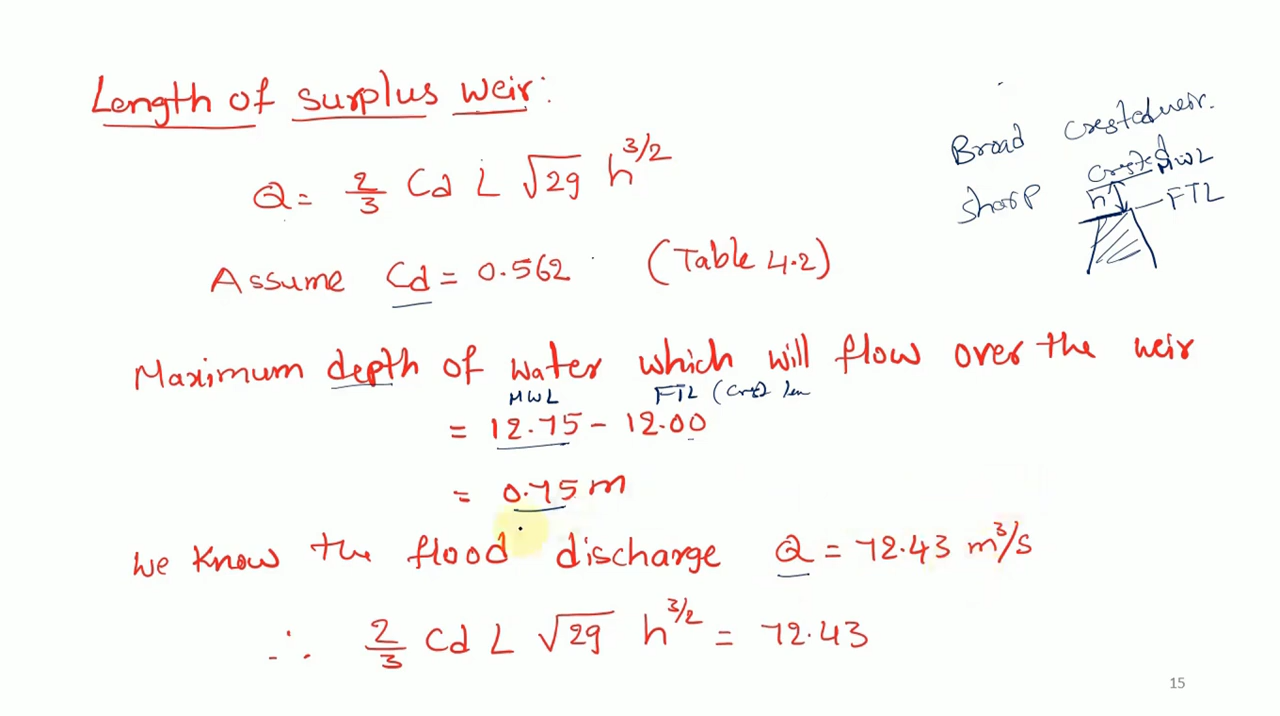 Length of surplus weir:
Q = 2/3 Cd L √2g h^3/2
Broad Crested weir.
Sharp Crested
MWL
h
FTL
Assume Cd = 0.562 (Table 4.2)
Maximum depth of water which will flow over the weir
MWL FTL (Crest
= 12.75 - 12.00
= 0.75 m
We know the flood discharge Q = 72.43 m³/s
∴ 2/3 Cd L √2g h^3/2 = 72.43
15